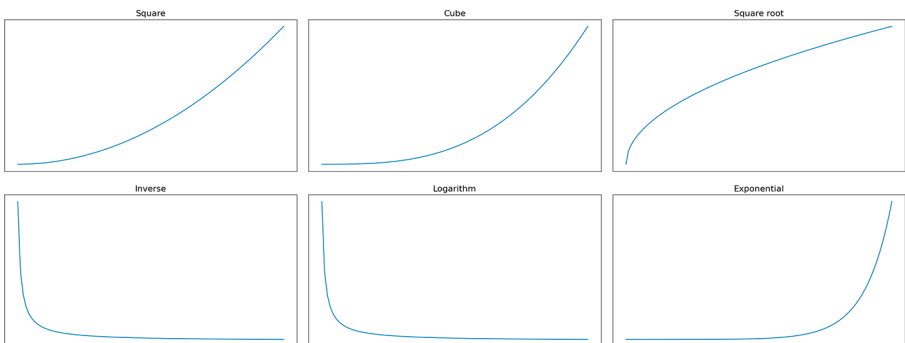 Square
Cube
Square root
Inverse
Logarithm
Exponential